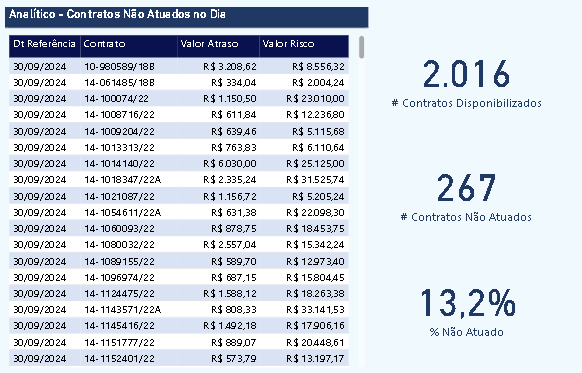 Analítico - Contratos Não Atuados no Dia
Dt Referência Contrato Valor Atraso Valor Risco
30/09/2024 10-980589/18B R$ 3.208,62 R$ 8.556,32
30/09/2024 14-061485/18B R$ 334,04 R$ 2.004,24
30/09/2024 14-100074/22 R$ 1.150,50 R$ 23.010,00
30/09/2024 14-1008716/22 R$ 611,84 R$ 12.236,80
30/09/2024 14-1009204/22 R$ 639,46 R$ 5.115,68
30/09/2024 14-1013313/22 R$ 763,83 R$ 6.110,64
30/09/2024 14-1014140/22 R$ 6.030,00 R$ 25.125,00
30/09/2024 14-1018347/22A R$ 2.335,24 R$ 31.525,74
30/09/2024 14-1021087/22 R$ 1.156,72 R$ 5.205,24
30/09/2024 14-1054611/22A R$ 631,38 R$ 22.098,30
30/09/2024 14-1060093/22 R$ 878,75 R$ 18.453,75
30/09/2024 14-1080032/22 R$ 2.557,04 R$ 15.342,24
30/09/2024 14-1089155/22 R$ 589,70 R$ 12.973,40
30/09/2024 14-1096974/22 R$ 687,15 R$ 15.804,45
30/09/2024 14-1124475/22 R$ 1.588,12 R$ 18.263,38
30/09/2024 14-1143571/22A R$ 808,33 R$ 33.141,53
30/09/2024 14-1145416/22 R$ 1.492,18 R$ 17.906,16
30/09/2024 14-1151777/22 R$ 889,07 R$ 20.448,61
30/09/2024 14-1152401/22 R$ 573,79 R$ 13.197,17
2.016
# Contratos Disponibilizados
267
# Contratos Não Atuados
13,2%
% Não Atuado